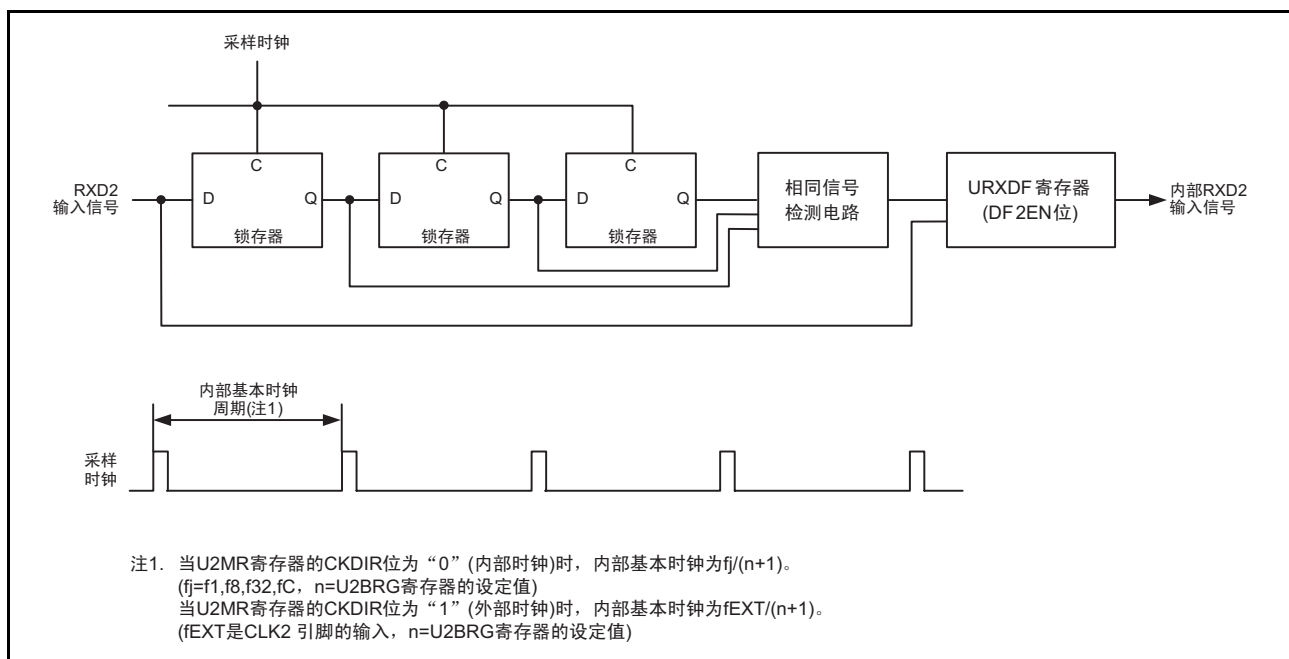 采样时钟
C
C
C
RXD2
输入信号
D
Q
D
Q
D
Q
锁存器
锁存器
锁存器
相同信号
检测电路
URXDF寄存器
(DF2EN位)
内部RXD2
输入信号
内部基本时钟
周期(注1)
采样
时钟
注1. 当U2MR寄存器的CKDIR位为“0”(内部时钟)时，内部基本时钟为fj/(n+1)。
(fj=f1,f8,f32,fC，n=U2BRG寄存器的设定值)
当U2MR寄存器的CKDIR位为“1”(外部时钟)时，内部基本时钟为fEXT/(n+1)。
(fEXT是CLK2 引脚的输入，n=U2BRG寄存器的设定值)